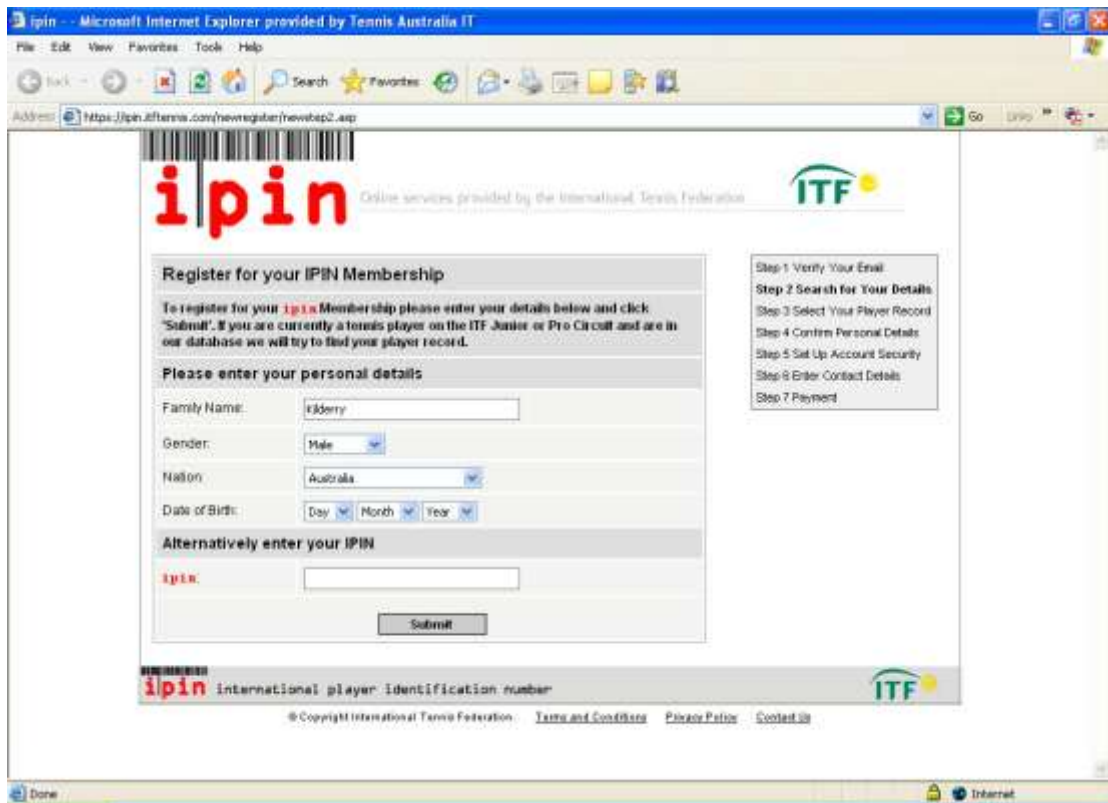 ipin - - Microsoft Internet Explorer provided by Tennis Australia IT
File Edit View Favorites Tools Help
Back Search Favorites
Address https://ipin.itftennis.com/newregister/newstep2.asp Go Links
ipin Online services provided by the International Tennis Federation ITF
Register for your IPIN Membership
To register for your ipin Membership please enter your details below and click
'Submit'. If you are currently a tennis player on the ITF Junior or Pro Circuit and are in
our database we will try to find your player record.
Please enter your personal details
Family Name: Kilderry
Gender: Male
Nation: Australia
Date of Birth: Day Month Year
Alternatively enter your IPIN
ipin:
Submit
Step 1 Verify Your Email
Step 2 Search for Your Details
Step 3 Select Your Player Record
Step 4 Confirm Personal Details
Step 5 Set Up Account Security
Step 6 Enter Contact Details
Step 7 Payment
ipin international player identification number ITF
© Copyright International Tennis Federation Terms and Conditions Privacy Policy Contact Us
Done Internet